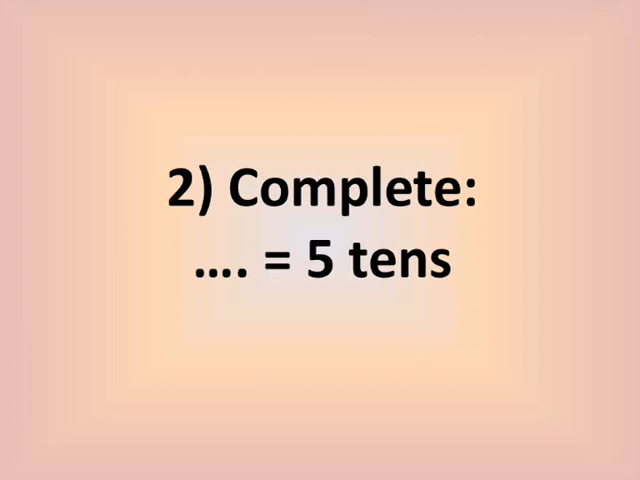 2) Complete:
.... = 5 tens